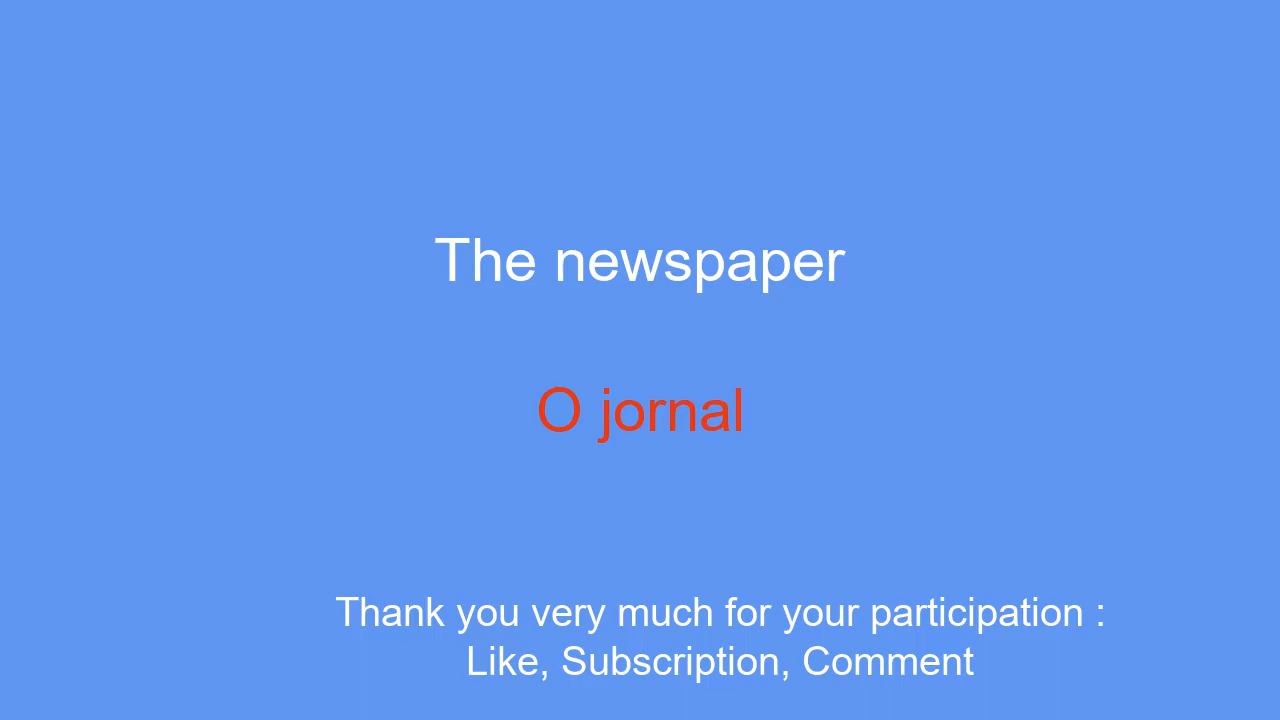 The newspaper
O jornal
Thank you very much for your participation :
Like, Subscription, Comment